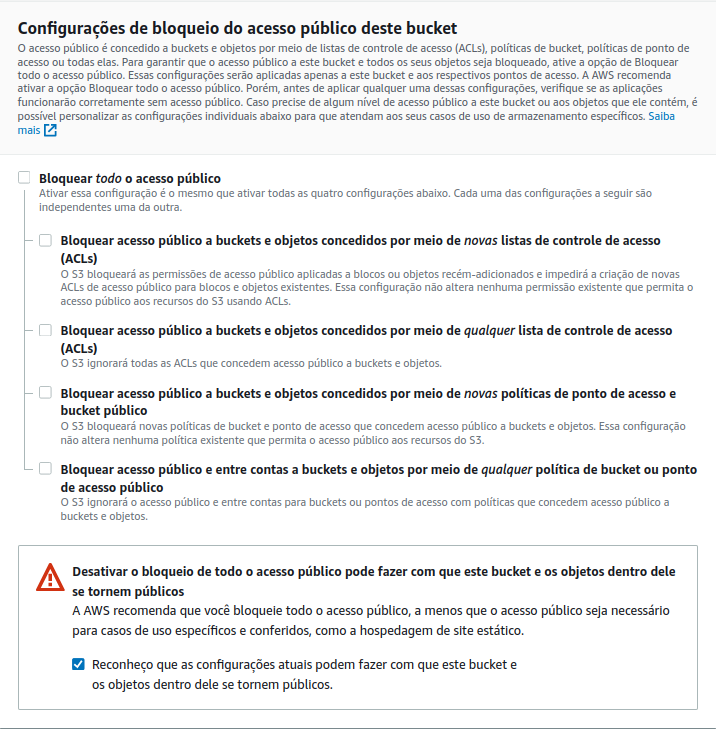 Configurações de bloqueio do acesso público deste bucket
O acesso público é concedido a buckets e objetos por meio de listas de controle de acesso (ACLs), políticas de bucket, políticas de ponto de
acesso ou todas elas. Para garantir que o acesso público a este bucket e todos os seus objetos seja bloqueado, ative a opção de Bloquear
todo o acesso público. Essas configurações serão aplicadas apenas a este bucket e aos respectivos pontos de acesso. A AWS recomenda
ativar a opção Bloquear todo o acesso público. Porém, antes de aplicar qualquer uma dessas configurações, verifique se as aplicações
funcionarão corretamente sem acesso público. Caso precise de algum nível de acesso público a este bucket ou aos objetos que ele contém, é
possível personalizar as configurações individuais abaixo para que atendam aos seus casos de uso de armazenamento específicos. Saiba
mais
Bloquear todo o acesso público
Ativar essa configuração é o mesmo que ativar todas as quatro configurações abaixo. Cada uma das configurações a seguir são
independentes uma da outra.
Bloquear acesso público a buckets e objetos concedidos por meio de novas listas de controle de acesso
(ACLs)
O S3 bloqueará as permissões de acesso público aplicadas a blocos ou objetos recém-adicionados e impedirá a criação de novas
ACLs de acesso público para blocos e objetos existentes. Essa configuração não altera nenhuma permissão existente que permita o
acesso público aos recursos do S3 usando ACLs.
Bloquear acesso público a buckets e objetos concedidos por meio de qualquer lista de controle de acesso
(ACLs)
O S3 ignorará todas as ACLs que concedem acesso público a buckets e objetos.
Bloquear acesso público a buckets e objetos concedidos por meio de novas políticas de ponto de acesso e
bucket público
O S3 bloqueará novas políticas de bucket e ponto de acesso que concedem acesso público a buckets e objetos. Essa configuração
não altera nenhuma política existente que permita o acesso público aos recursos do S3.
Bloquear acesso público e entre contas a buckets e objetos por meio de qualquer política de bucket ou ponto
de acesso público
O S3 ignorará o acesso público e entre contas para buckets ou pontos de acesso com políticas que concedem acesso público a
buckets e objetos.
Desativar o bloqueio de todo o acesso público pode fazer com que este bucket e os objetos dentro dele
se tornem públicos
A AWS recomenda que você bloqueie todo o acesso público, a menos que o acesso público seja necessário
para casos de uso específicos e conferidos, como a hospedagem de site estático.
Reconheço que as configurações atuais podem fazer com que este bucket e
os objetos dentro dele se tornem públicos.